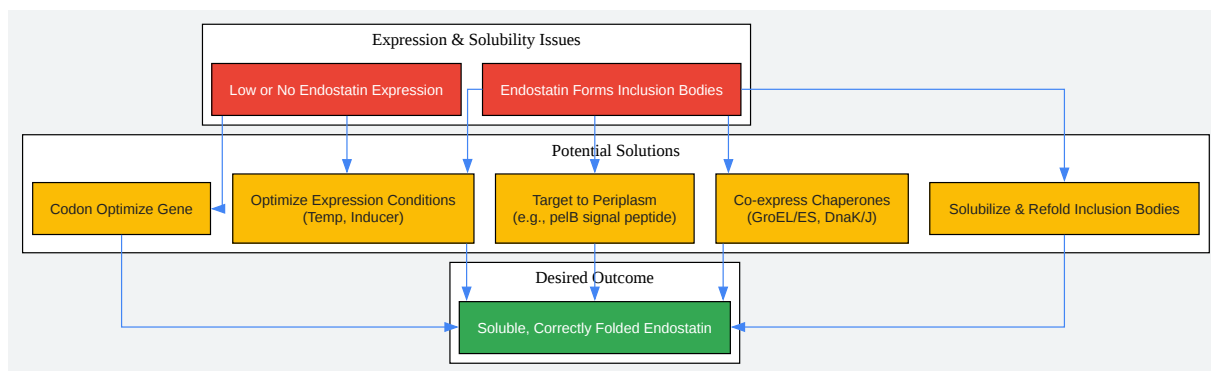 Expression & Solubility Issues
Low or No Endostatin Expression
Endostatin Forms Inclusion Bodies
Potential Solutions
Codon Optimize Gene
Optimize Expression Conditions
(Temp, Inducer)
Target to Periplasm
(e.g., pelB signal peptide)
Co-express Chaperones
(GroEL/ES, DnaK/J)
Solubilize & Refold Inclusion Bodies
Desired Outcome
Soluble, Correctly Folded Endostatin